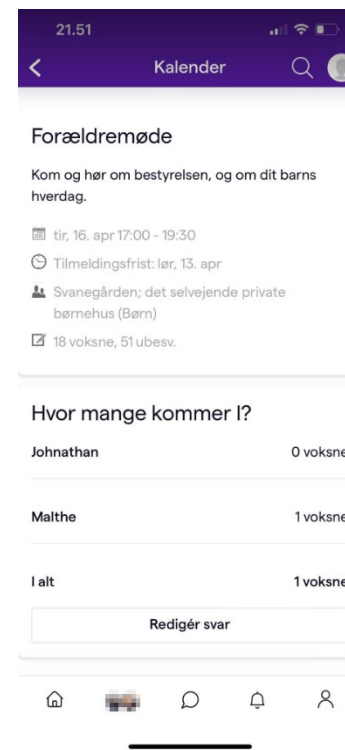 21.51
Kalender
Forældremøde
Kom og hør om bestyrelsen, og om dit barns
hverdag.
tir, 16. apr 17:00 - 19:30
Tilmeldingsfrist: lør, 13. apr
Svanegården; det selvejende private
børnehus (Børn)
18 voksne, 51 ubesv.
Hvor mange kommer I?
Johnathan 0 voksne
Malthe 1 voksne
I alt 1 voksne
Redigér svar